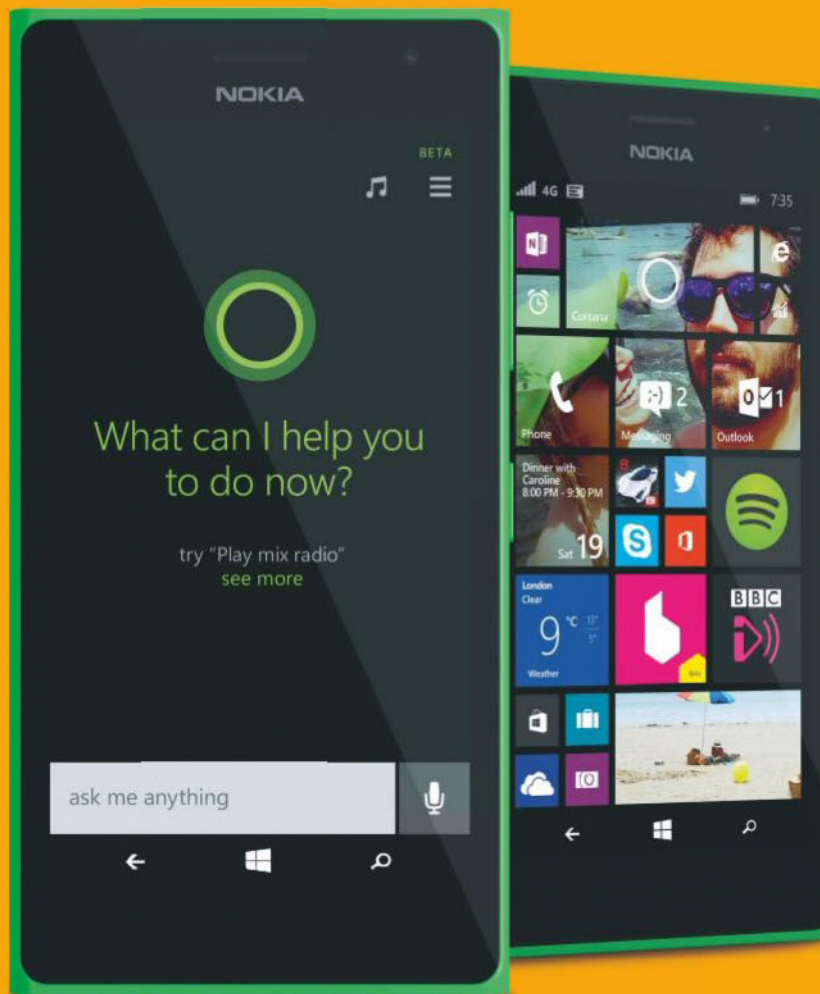 NOKIA
BETA
What can I help you
to do now?
try "Play mix radio"
see more
ask me anything
NOKIA
4G
7:35
Cortana
Phone
Messaging
2
Outlook
1
Dinner with
Caroline
8:00 PM - 9:30 PM
Sat 19
London
Clear
9 °C 13°
5°
Weather
BBC